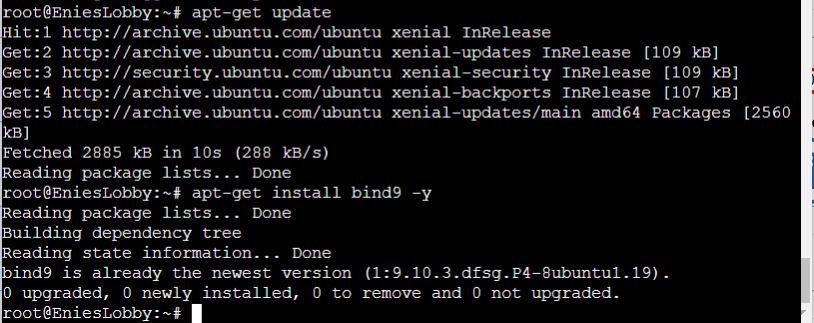 root@EniesLobby:~# apt-get update
Hit:1 http://archive.ubuntu.com/ubuntu xenial InRelease
Get:2 http://archive.ubuntu.com/ubuntu xenial-updates InRelease [109 kB]
Get:3 http://security.ubuntu.com/ubuntu xenial-security InRelease [109 kB]
Get:4 http://archive.ubuntu.com/ubuntu xenial-backports InRelease [107 kB]
Get:5 http://archive.ubuntu.com/ubuntu xenial-updates/main amd64 Packages [2560
kB]
Fetched 2885 kB in 10s (288 kB/s)
Reading package lists... Done
root@EniesLobby:~# apt-get install bind9 -y
Reading package lists... Done
Building dependency tree
Reading state information... Done
bind9 is already the newest version (1:9.10.3.dfsg.P4-8ubuntu1.19).
0 upgraded, 0 newly installed, 0 to remove and 0 not upgraded.
root@EniesLobby:~#